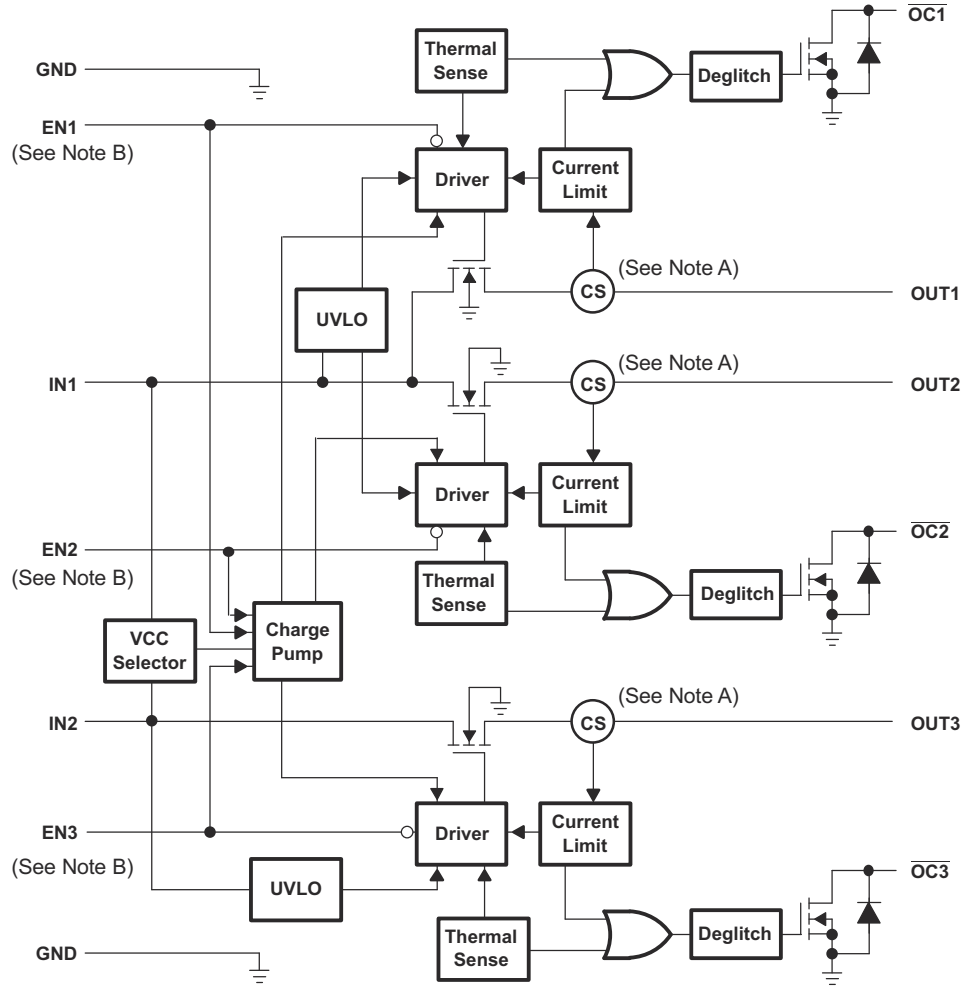 OC1
Thermal
Sense
Deglitch
GND
EN1
(See Note B)
Driver
Current
Limit
(See Note A)
CS
OUT1
UVLO
(See Note A)
IN1
CS
OUT2
Driver
Current
Limit
EN2
(See Note B)
OC2
Thermal
Sense
Deglitch
VCC
Selector
Charge
Pump
(See Note A)
IN2
CS
OUT3
EN3
(See Note B)
Driver
Current
Limit
UVLO
OC3
Thermal
Sense
Deglitch
GND